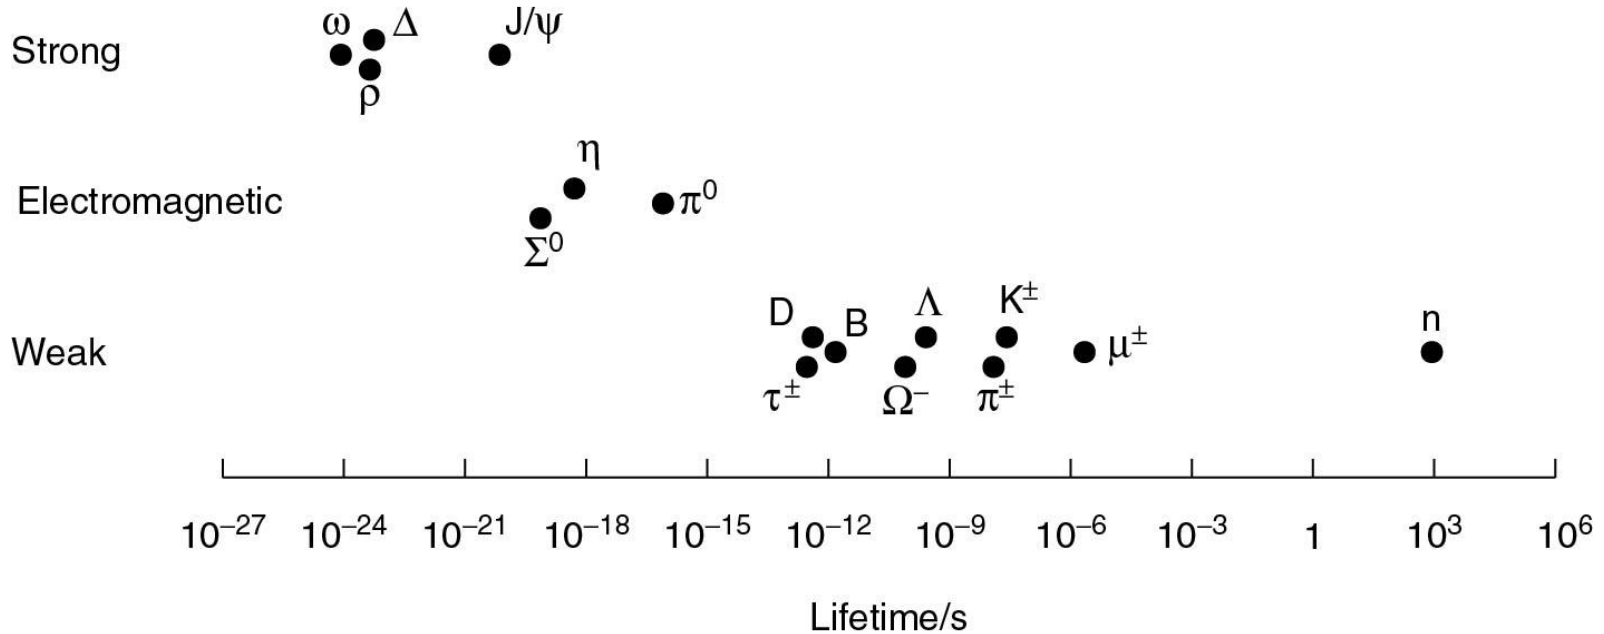 ω Δ J/ψ
Strong
ρ
η
Electromagnetic π⁰
Σ⁰
D B Λ K± n
Weak μ±
τ± Ω⁻ π±
10⁻²⁷ 10⁻²⁴ 10⁻²¹ 10⁻¹⁸ 10⁻¹⁵ 10⁻¹² 10⁻⁹ 10⁻⁶ 10⁻³ 1 10³ 10⁶
Lifetime/s